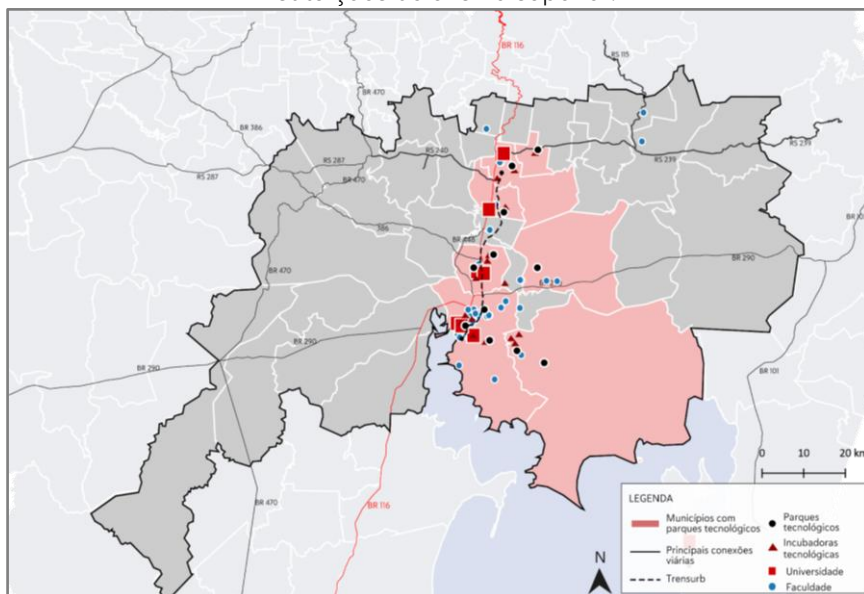 BR 116
RS 115
BR 470
BR 386
RS 239
RS 287
RS 240
RS 239
RS 287
BR 470
386
BR 448
BR 290
BR 470
BR 290
BR 290
BR 101
BR 470
BR 116
0 10 20 km
N
LEGENDA
Municípios com
parques tecnológicos
Principais conexões
viárias
Trensurb
Parques
tecnológicos
Incubadoras
tecnológicas
Universidade
Faculdade